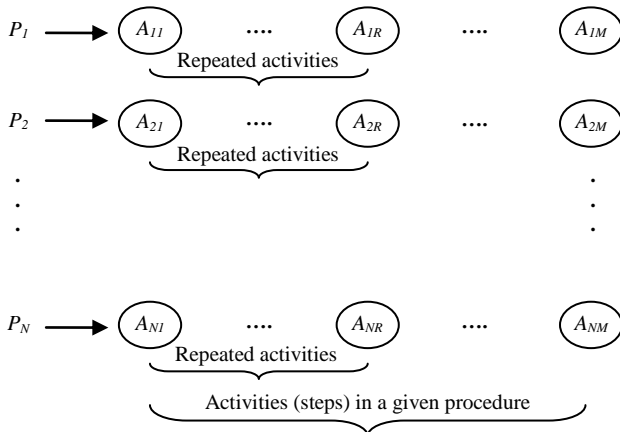 P1 A11 .... A1R .... A1M
Repeated activities
P2 A21 .... A2R .... A2M
Repeated activities
. .
. .
. .
PN AN1 .... ANR .... ANM
Repeated activities
Activities (steps) in a given procedure